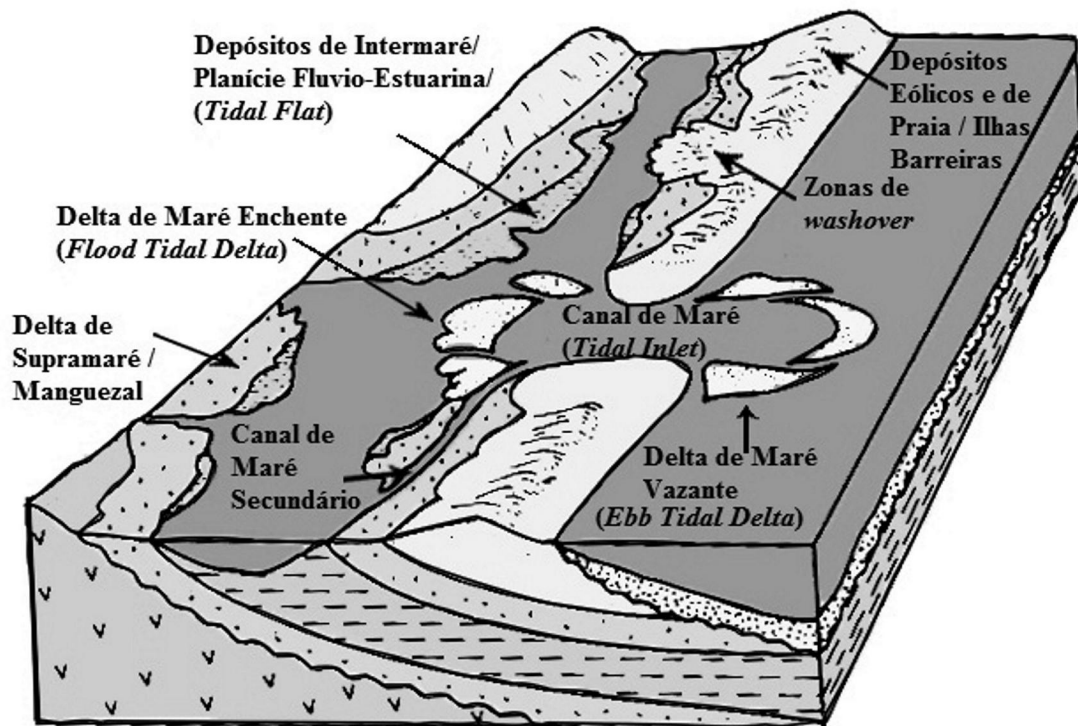 Depósitos de Intermaré/
Planície Fluvio-Estuarina/
(Tidal Flat)
Depósitos
Eólicos e de
Praia / Ilhas
Barreiras
Zonas de
washover
Delta de Maré Enchente
(Flood Tidal Delta)
Canal de Maré
(Tidal Inlet)
Delta de
Supramaré /
Manguezal
Canal de
Maré
Secundário
Delta de Maré
Vazante
(Ebb Tidal Delta)